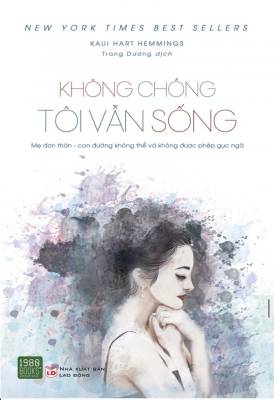 NEW YORK TIMES BEST SELLERS
KAUI HART HEMMINGS
Trang Dương dịch
KHÔNG CHỒNG
TÔI VẪN SỐNG
Mẹ đơn thân - con đường không thể và không được phép gục ngã
1980
BOOKS
NHÀ XUẤT BẢN
LAO ĐỘNG